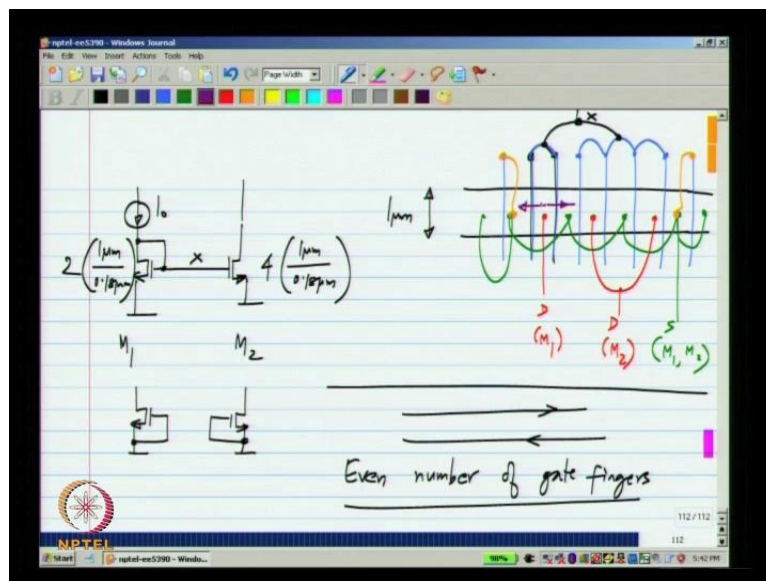 nptel-ee5390 - Windows Journal
File Edit View Insert Actions Tools Help
Page Width
x
1μm
I₀
2 (1μm / 0.18μm)
x
4 (1μm / 0.18μm)
M₁
M₂
D
(M₁)
D
(M₂)
S
(M₁, M₂)
Even number of gate fingers
112/112
112
NPTEL
Start
nptel-ee5390 - Windo...
98%
5:42 PM